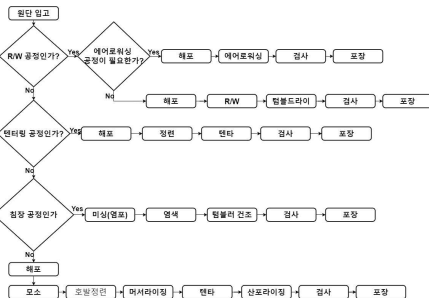 원단 입고
R/W 공정인가?
Yes
에어로워싱
공정이 필요한가?
Yes
해포
에어로워싱
검사
포장
No
No
해포
R/W
텀블드라이
검사
포장
텐터링 공정인가?
Yes
해포
정련
텐타
검사
포장
No
침장 공정인가
Yes
미싱(염포)
염색
텀블러 건조
검사
포장
No
해포
모소
호발정련
머서라이징
텐타
산포라이징
검사
포장